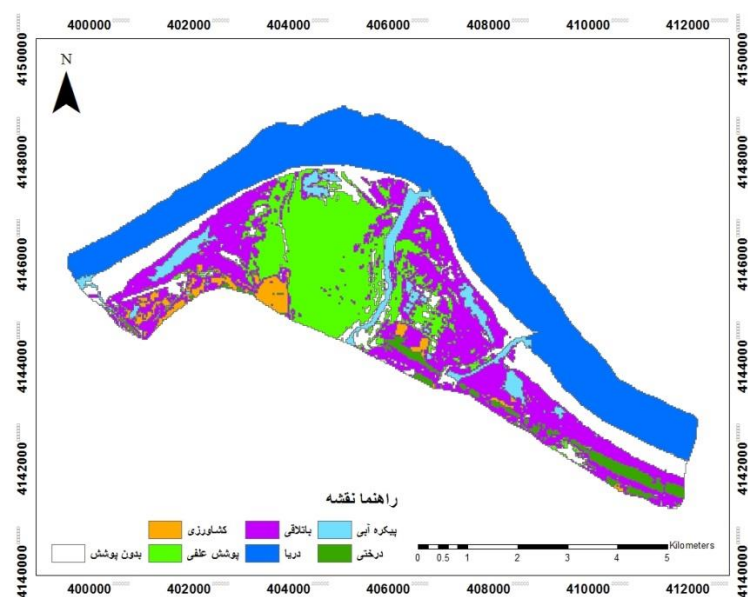 400000 402000 404000 406000 408000 410000 412000
4150000 4150000
N
4148000 4148000
4146000 4146000
4144000 4144000
4142000 4142000
4140000 4140000
راهنما نقشه
پیکره آبی باتلاقی کشاورزی
درختی دریا پوشش علفی بدون پوشش
Kilometers
0 0.5 1 2 3 4 5
400000 402000 404000 406000 408000 410000 412000